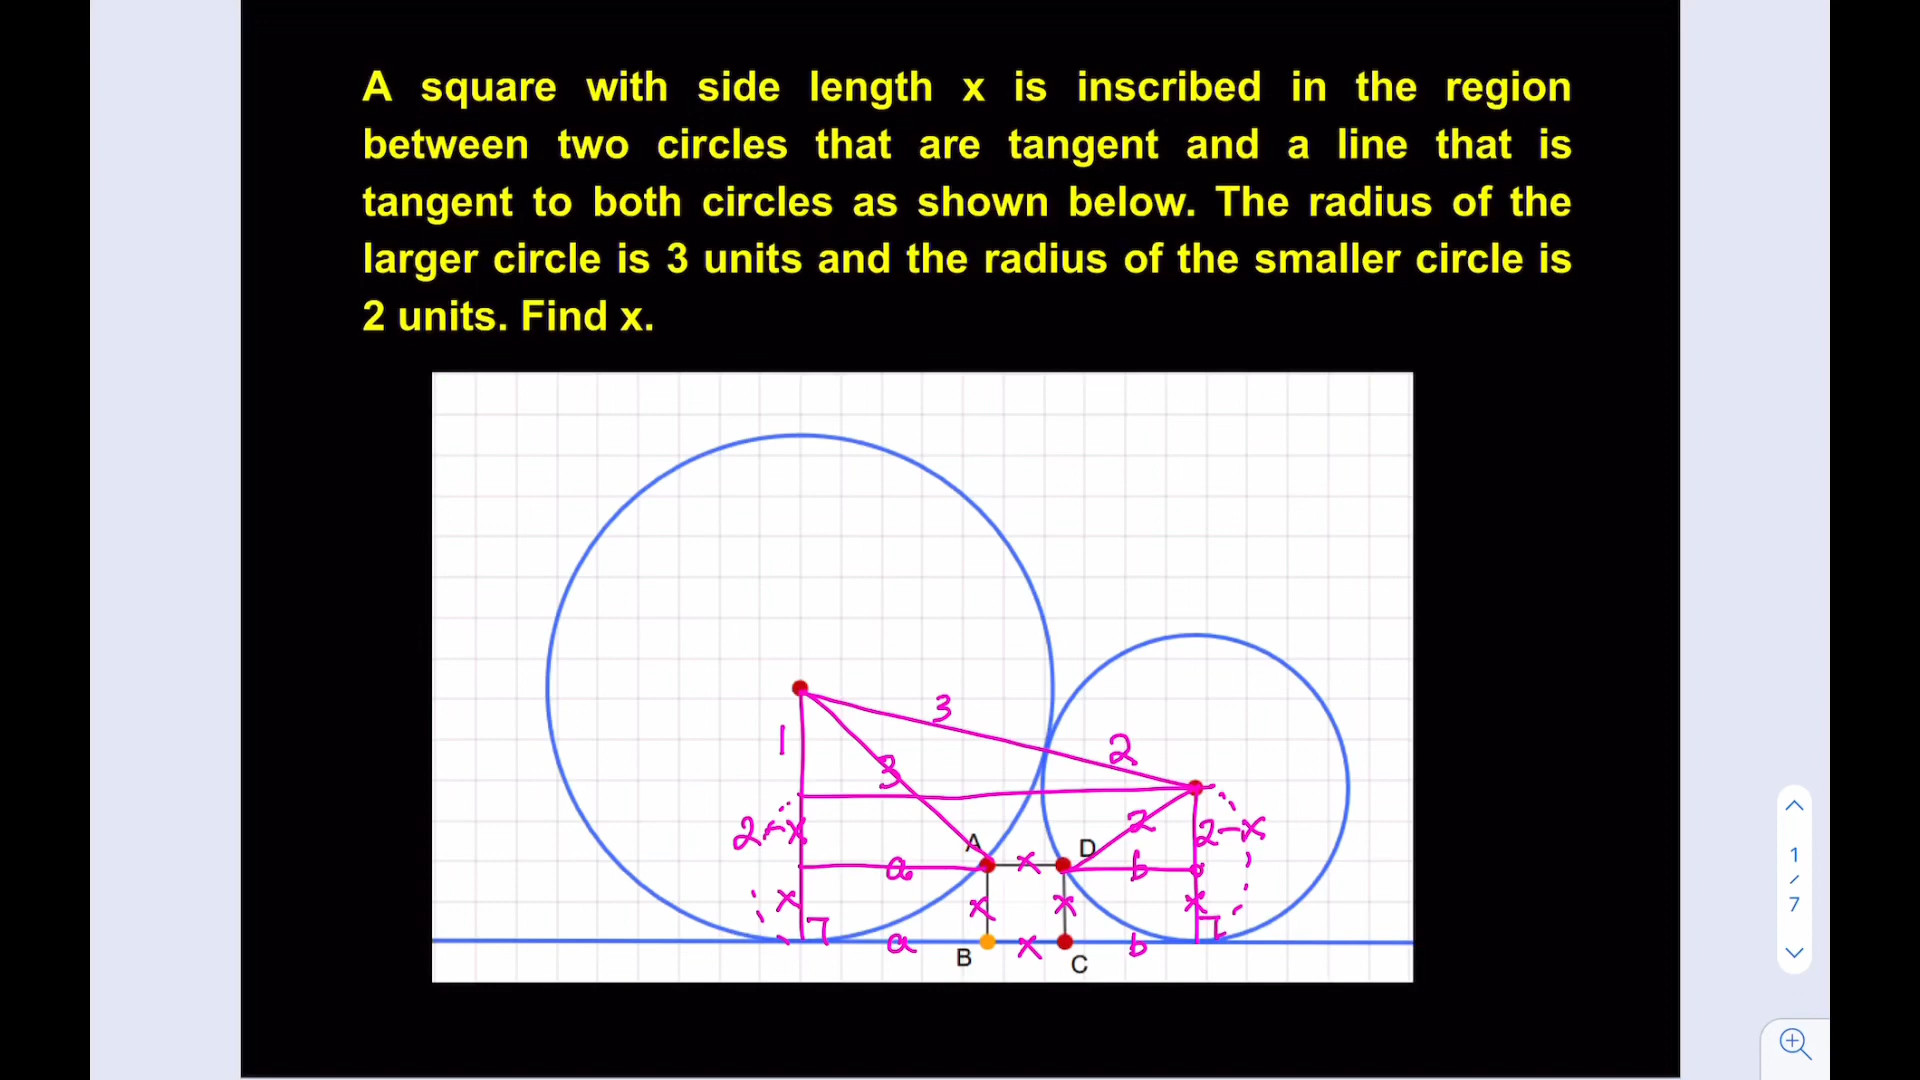 A square with side length x is inscribed in the region
between two circles that are tangent and a line that is
tangent to both circles as shown below. The radius of the
larger circle is 3 units and the radius of the smaller circle is
2 units. Find x.
3
1
2
3
2
2-x
2-x
A
x
D
a
b
x
x
x
x
a
B
x
C
b
1
/
7